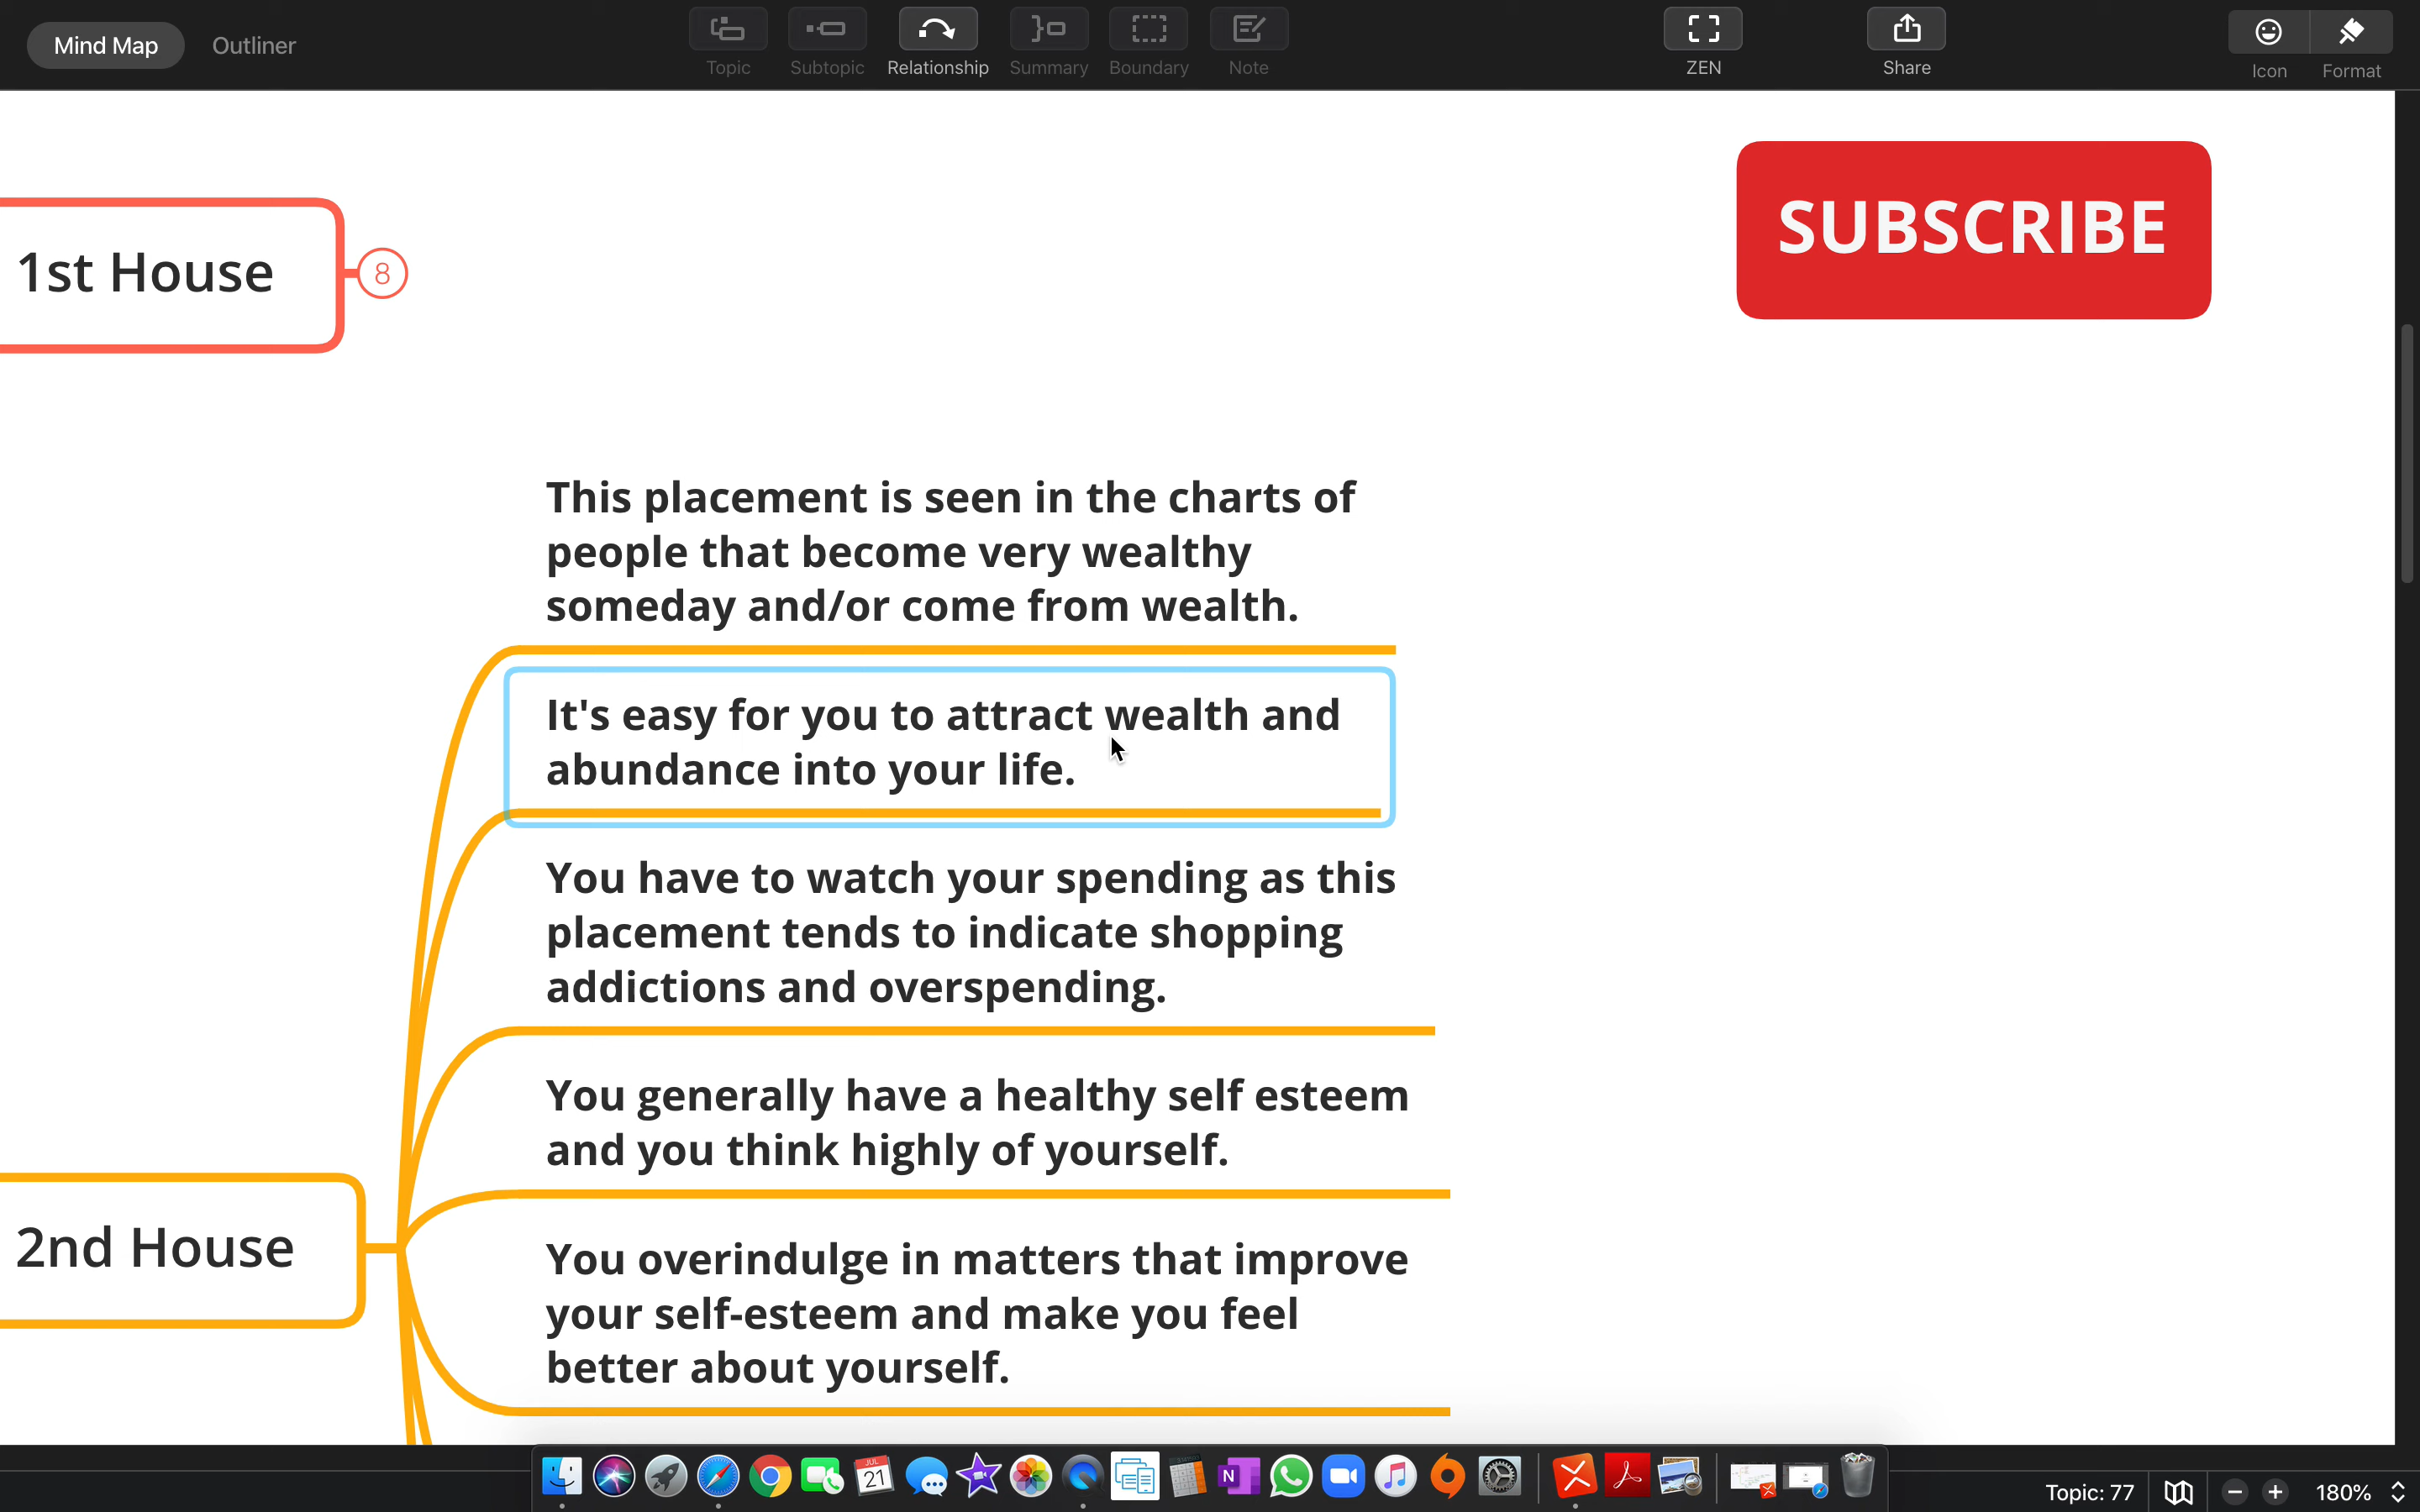 Mind Map
Outliner
Topic
Subtopic
Relationship
Summary
Boundary
Note
ZEN
Share
Icon
Format
SUBSCRIBE
1st House
8
This placement is seen in the charts of
people that become very wealthy
someday and/or come from wealth.
It's easy for you to attract wealth and
abundance into your life.
You have to watch your spending as this
placement tends to indicate shopping
addictions and overspending.
You generally have a healthy self esteem
and you think highly of yourself.
2nd House
You overindulge in matters that improve
your self-esteem and make you feel
better about yourself.
JUL
21
N
Topic: 77
180%